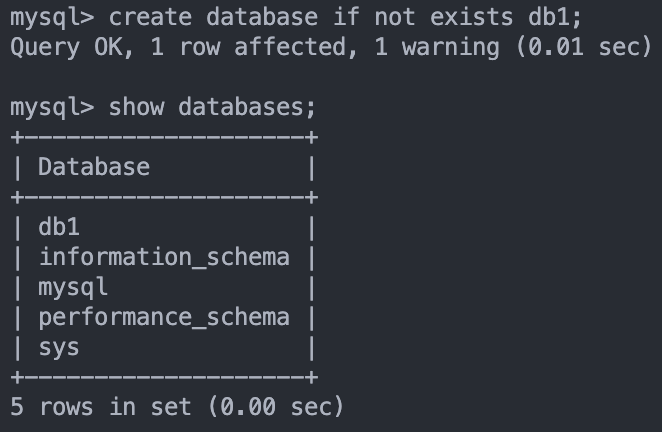 mysql> create database if not exists db1;
Query OK, 1 row affected, 1 warning (0.01 sec)
mysql> show databases;
+--------------------+
| Database           |
+--------------------+
| db1                |
| information_schema |
| mysql              |
| performance_schema |
| sys                |
+--------------------+
5 rows in set (0.00 sec)